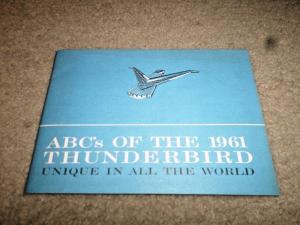 ABC's OF THE 1961
THUNDERBIRD
UNIQUE IN ALL THE WORLD